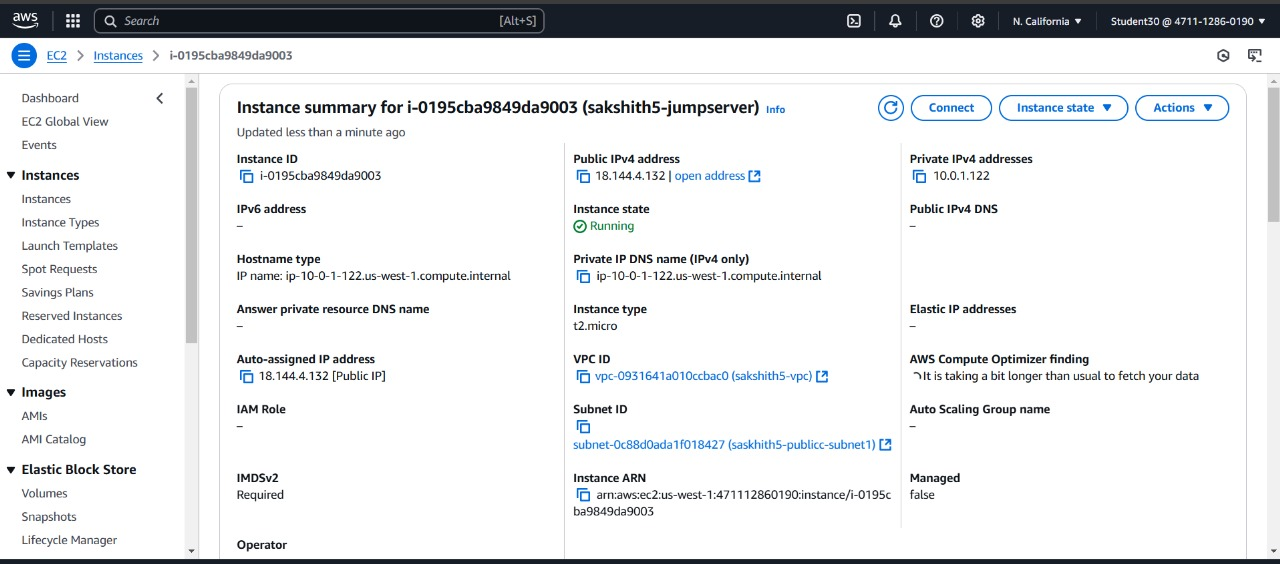 aws
Search [Alt+S]
N. California
Student30 @ 4711-1286-0190
EC2
Instances
i-0195cba9849da9003
Dashboard
EC2 Global View
Events
Instances
Instances
Instance Types
Launch Templates
Spot Requests
Savings Plans
Reserved Instances
Dedicated Hosts
Capacity Reservations
Images
AMIs
AMI Catalog
Elastic Block Store
Volumes
Snapshots
Lifecycle Manager
Instance summary for i-0195cba9849da9003 (sakshith5-jumpserver) Info
Updated less than a minute ago
Connect
Instance state
Actions
Instance ID
i-0195cba9849da9003
Public IPv4 address
18.144.4.132 | open address
Private IPv4 addresses
10.0.1.122
IPv6 address
–
Instance state
Running
Public IPv4 DNS
–
Hostname type
IP name: ip-10-0-1-122.us-west-1.compute.internal
Private IP DNS name (IPv4 only)
ip-10-0-1-122.us-west-1.compute.internal
Answer private resource DNS name
–
Instance type
t2.micro
Elastic IP addresses
–
Auto-assigned IP address
18.144.4.132 [Public IP]
VPC ID
vpc-0931641a010ccbac0 (sakshith5-vpc)
AWS Compute Optimizer finding
It is taking a bit longer than usual to fetch your data
IAM Role
–
Subnet ID
subnet-0c88d0ada1f018427 (saskhith5-publicc-subnet1)
Auto Scaling Group name
–
IMDSv2
Required
Instance ARN
arn:aws:ec2:us-west-1:471112860190:instance/i-0195c
ba9849da9003
Managed
false
Operator